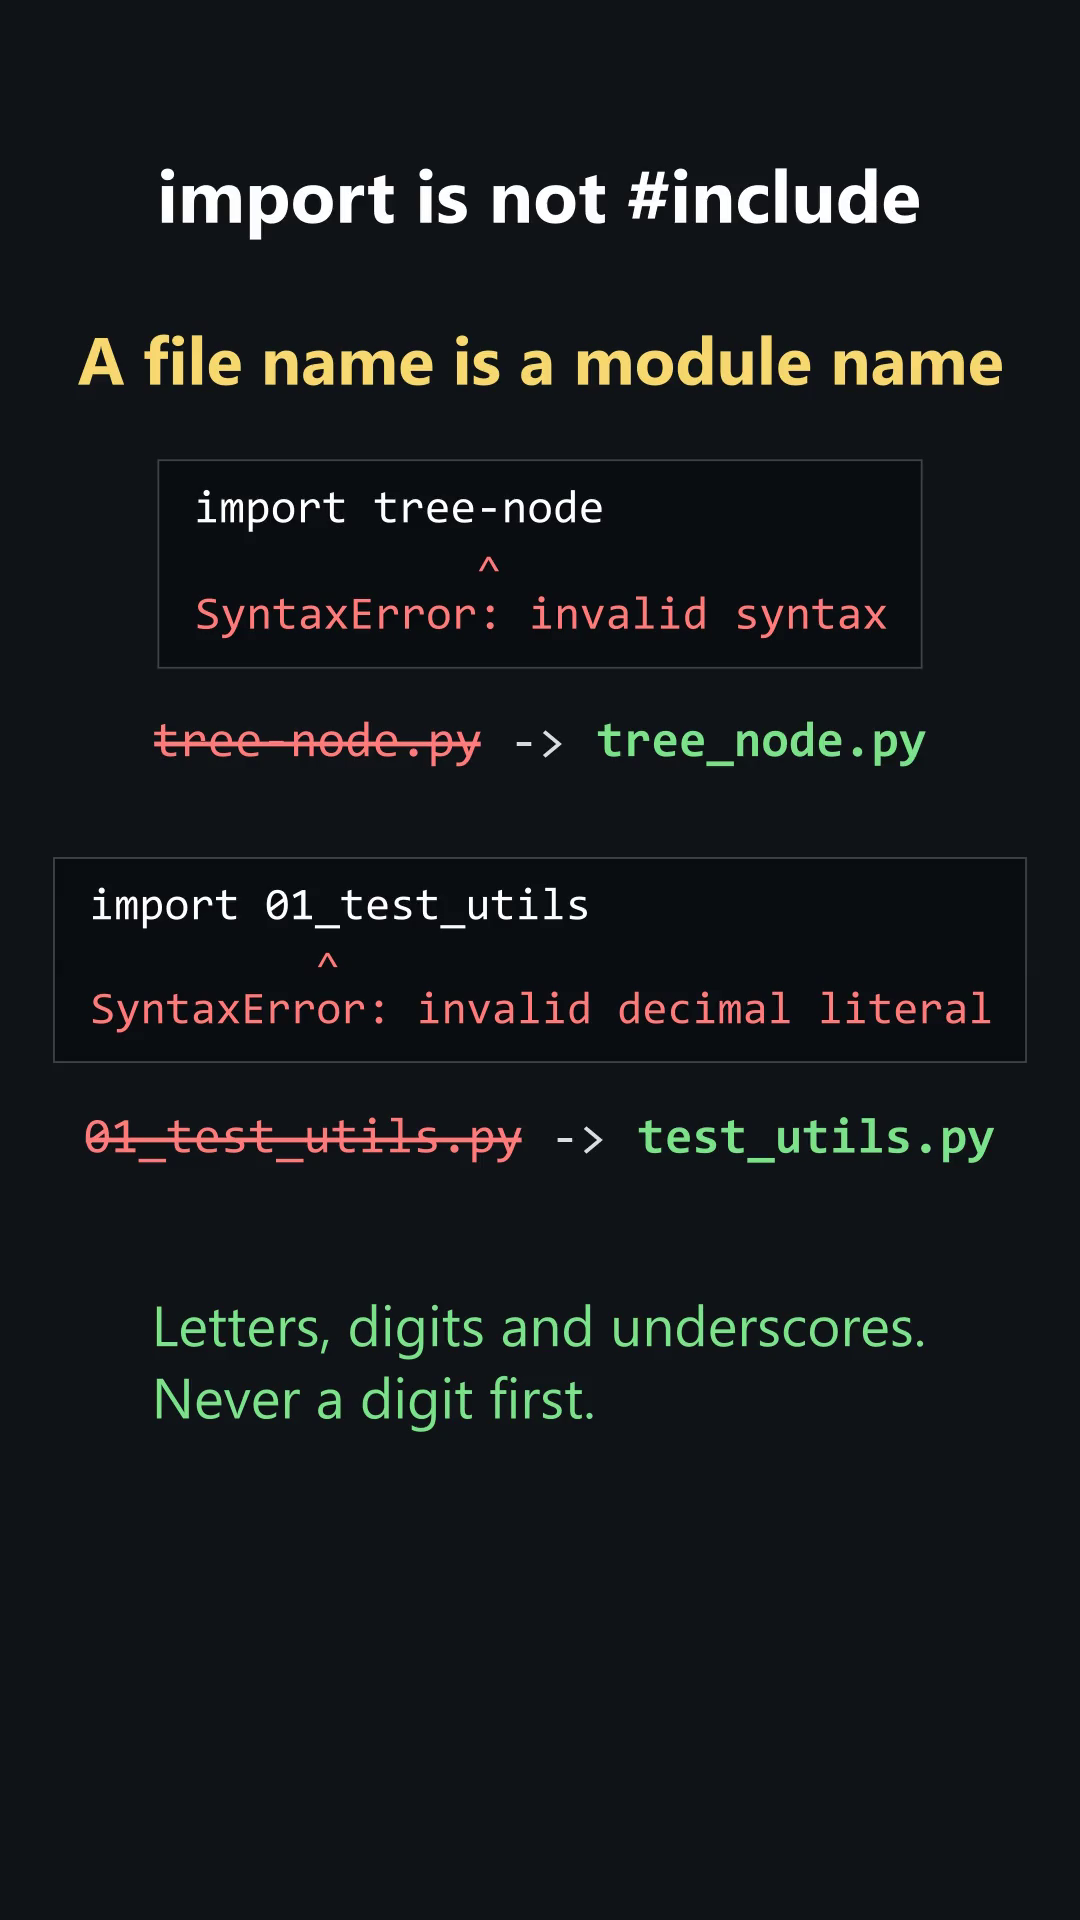 import is not #include
A file name is a module name
import tree-node
^
SyntaxError: invalid syntax
tree-node.py -> tree_node.py
import 01_test_utils
^
SyntaxError: invalid decimal literal
01_test_utils.py -> test_utils.py
Letters, digits and underscores.
Never a digit first.